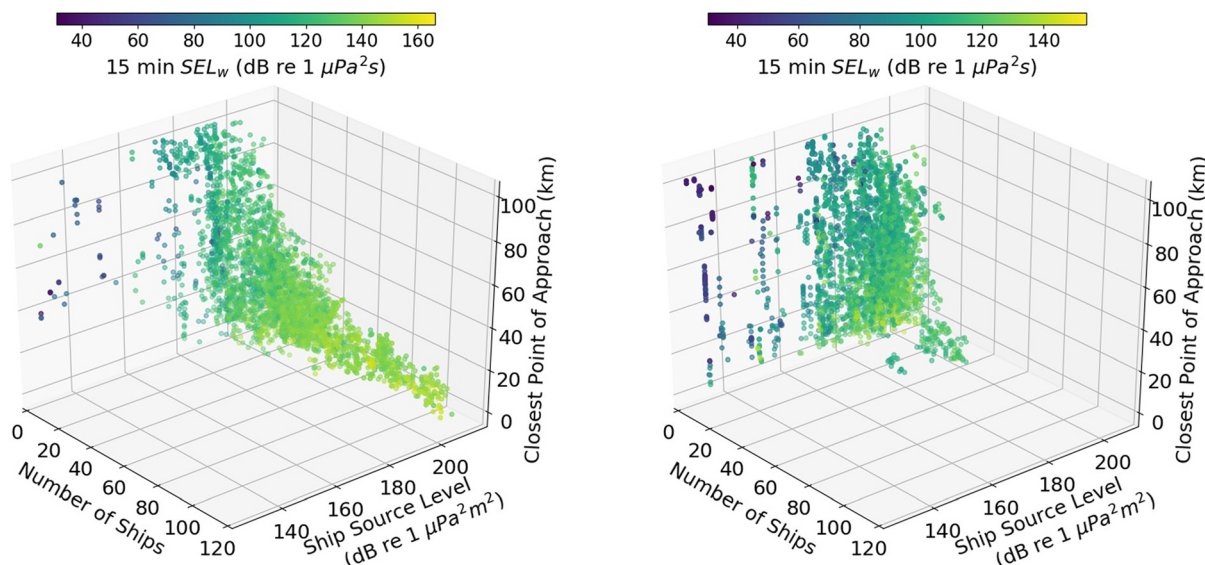 40 60 80 100 120 140 160
15 min SELw (dB re 1 μPa²s)
100
80
60
40
20
0
Closest Point of Approach (km)
0
20
40
60
80
100
120
Number of Ships
140
160
180
200
Ship Source Level
(dB re 1 μPa²m²)
40 60 80 100 120 140
15 min SELw (dB re 1 μPa²s)
100
80
60
40
20
0
Closest Point of Approach (km)
0
20
40
60
80
100
120
Number of Ships
140
160
180
200
Ship Source Level
(dB re 1 μPa²m²)